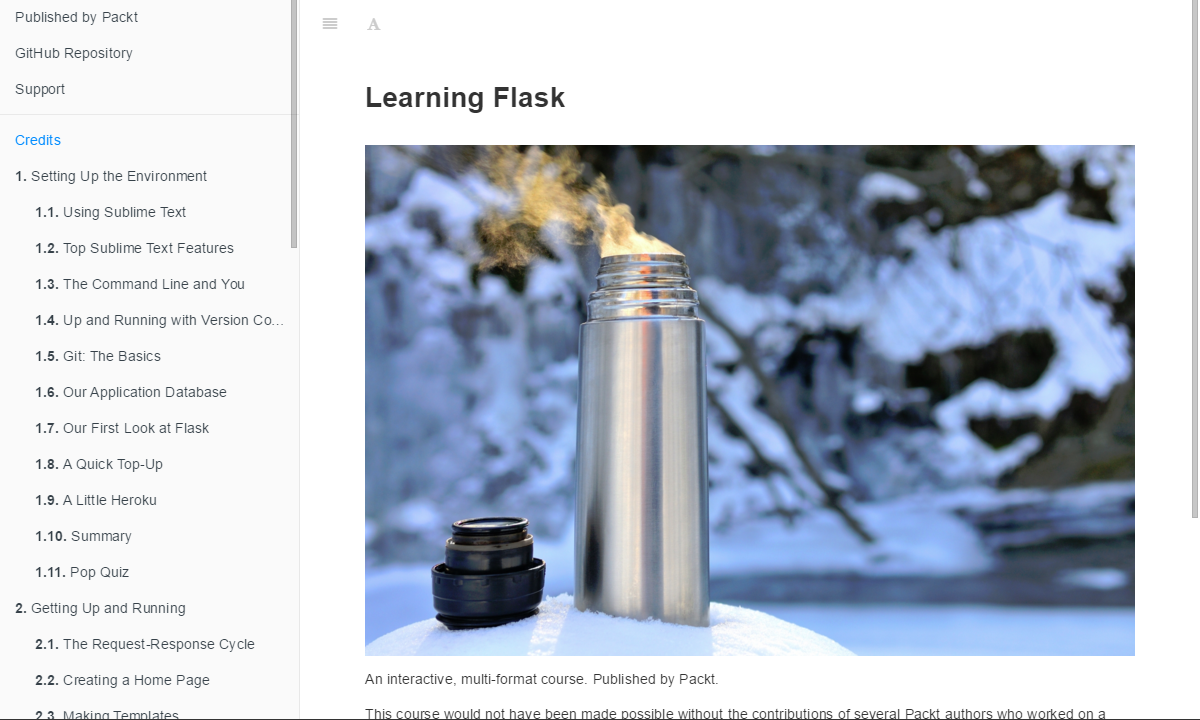 Published by Packt
GitHub Repository
Support
Credits
1. Setting Up the Environment
1.1. Using Sublime Text
1.2. Top Sublime Text Features
1.3. The Command Line and You
1.4. Up and Running with Version Co...
1.5. Git: The Basics
1.6. Our Application Database
1.7. Our First Look at Flask
1.8. A Quick Top-Up
1.9. A Little Heroku
1.10. Summary
1.11. Pop Quiz
2. Getting Up and Running
2.1. The Request-Response Cycle
2.2. Creating a Home Page
2.3. Making Templates
A
Learning Flask
An interactive, multi-format course. Published by Packt.
This course would not have been made possible without the contributions of several Packt authors who worked on a